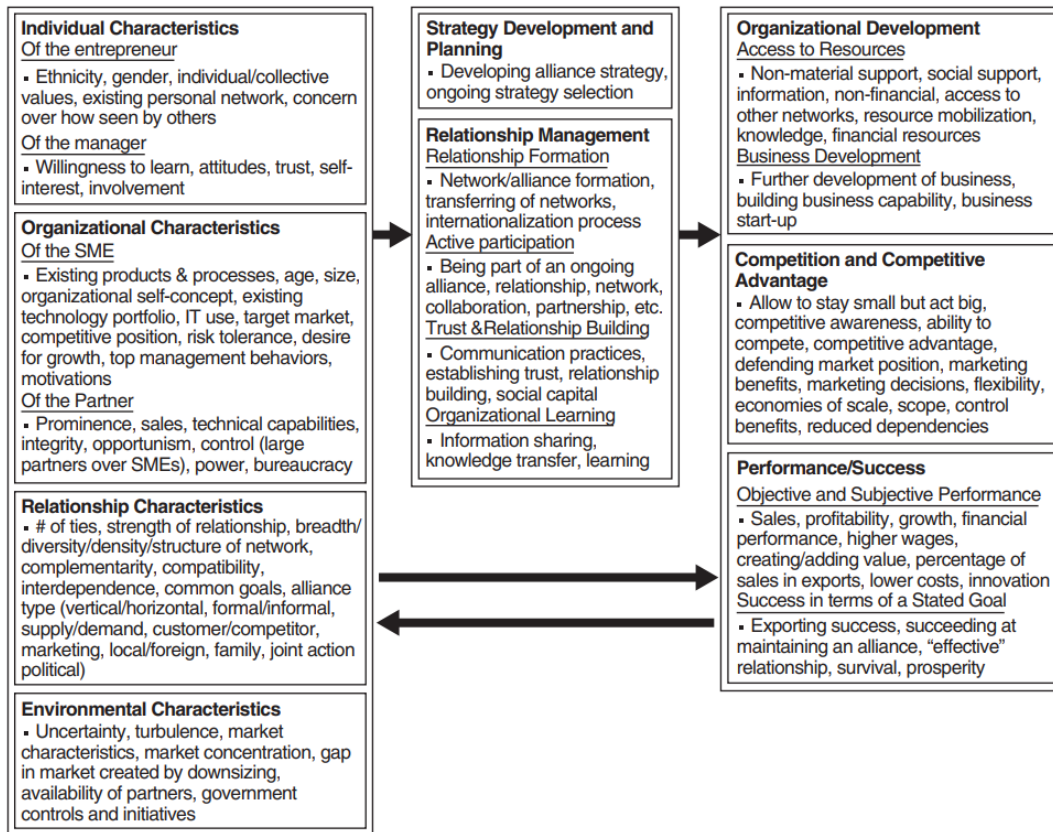 Individual Characteristics
Of the entrepreneur
▪ Ethnicity, gender, individual/collective
values, existing personal network, concern
over how seen by others
Of the manager
▪ Willingness to learn, attitudes, trust, self-
interest, involvement
Organizational Characteristics
Of the SME
▪ Existing products & processes, age, size,
organizational self-concept, existing
technology portfolio, IT use, target market,
competitive position, risk tolerance, desire
for growth, top management behaviors,
motivations
Of the Partner
▪ Prominence, sales, technical capabilities,
integrity, opportunism, control (large
partners over SMEs), power, bureaucracy
Relationship Characteristics
▪ # of ties, strength of relationship, breadth/
diversity/density/structure of network,
complementarity, compatibility,
interdependence, common goals, alliance
type (vertical/horizontal, formal/informal,
supply/demand, customer/competitor,
marketing, local/foreign, family, joint action
political)
Environmental Characteristics
▪ Uncertainty, turbulence, market
characteristics, market concentration, gap
in market created by downsizing,
availability of partners, government
controls and initiatives
Strategy Development and
Planning
▪ Developing alliance strategy,
ongoing strategy selection
Relationship Management
Relationship Formation
▪ Network/alliance formation,
transferring of networks,
internationalization process
Active participation
▪ Being part of an ongoing
alliance, relationship, network,
collaboration, partnership, etc.
Trust &Relationship Building
▪ Communication practices,
establishing trust, relationship
building, social capital
Organizational Learning
▪ Information sharing,
knowledge transfer, learning
Organizational Development
Access to Resources
▪ Non-material support, social support,
information, non-financial, access to
other networks, resource mobilization,
knowledge, financial resources
Business Development
▪ Further development of business,
building business capability, business
start-up
Competition and Competitive
Advantage
▪ Allow to stay small but act big,
competitive awareness, ability to
compete, competitive advantage,
defending market position, marketing
benefits, marketing decisions, flexibility,
economies of scale, scope, control
benefits, reduced dependencies
Performance/Success
Objective and Subjective Performance
▪ Sales, profitability, growth, financial
performance, higher wages,
creating/adding value, percentage of
sales in exports, lower costs, innovation
Success in terms of a Stated Goal
▪ Exporting success, succeeding at
maintaining an alliance, “effective”
relationship, survival, prosperity